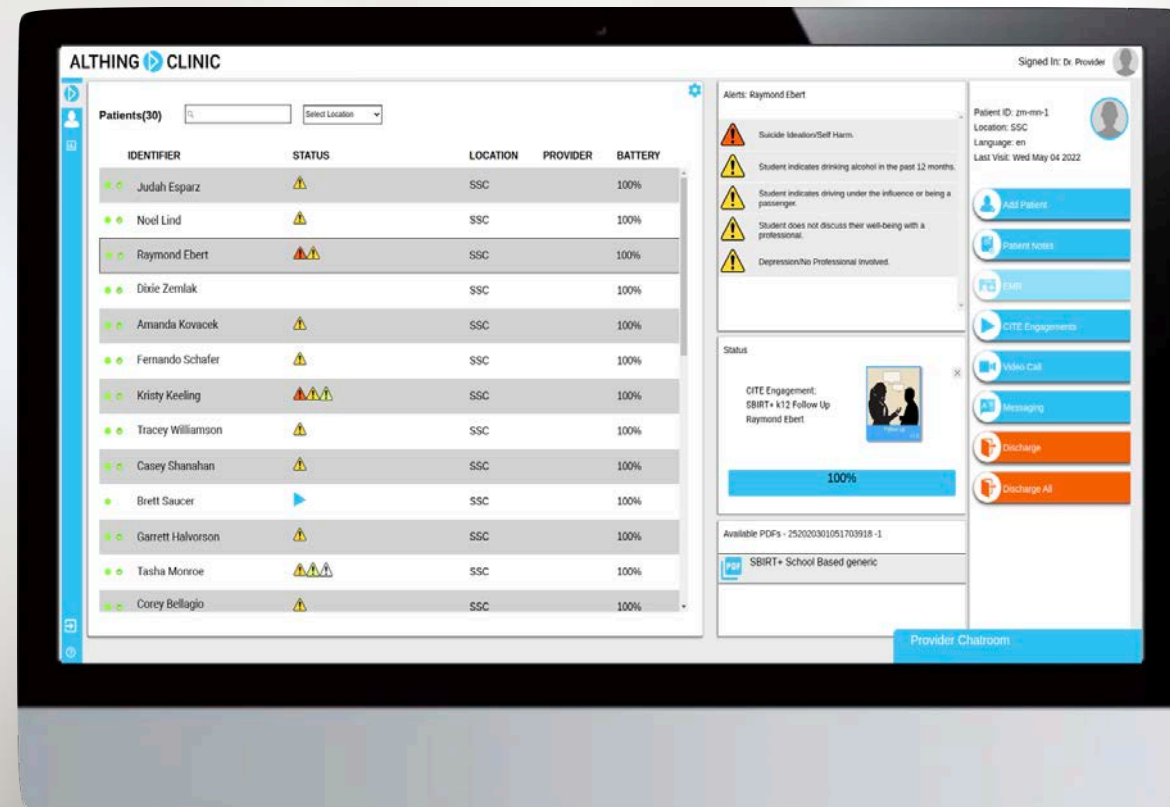 ALTHING CLINIC
Signed In: Dr. Provider
Patients(30)
Select Location
IDENTIFIER STATUS LOCATION PROVIDER BATTERY
Judah Esparz SSC 100%
Noel Lind SSC 100%
Raymond Ebert SSC 100%
Dixie Zemlak SSC 100%
Amanda Kovacek SSC 100%
Fernando Schafer SSC 100%
Kristy Keeling SSC 100%
Tracey Williamson SSC 100%
Casey Shanahan SSC 100%
Brett Saucer SSC 100%
Garrett Halvorson SSC 100%
Tasha Monroe SSC 100%
Corey Bellagio SSC 100%
Alerts: Raymond Ebert
Suicide Ideation/Self Harm.
Student indicates drinking alcohol in the past 12 months.
Student indicates driving under the influence or being a
passenger.
Student does not discuss their well-being with a
professional.
Depression/No Professional Involved.
Status
CITE Engagement:
SBIRT+ k12 Follow Up
Raymond Ebert
Follow Up
100%
Available PDFs - 252020301051703918 -1
PDF
SBIRT+ School Based generic
Patient ID: zm-mn-1
Location: SSC
Language: en
Last Visit: Wed May 04 2022
Add Patient
Patient Notes
EMR
CITE Engagements
Video Call
Messaging
Discharge
Discharge All
Provider Chatroom